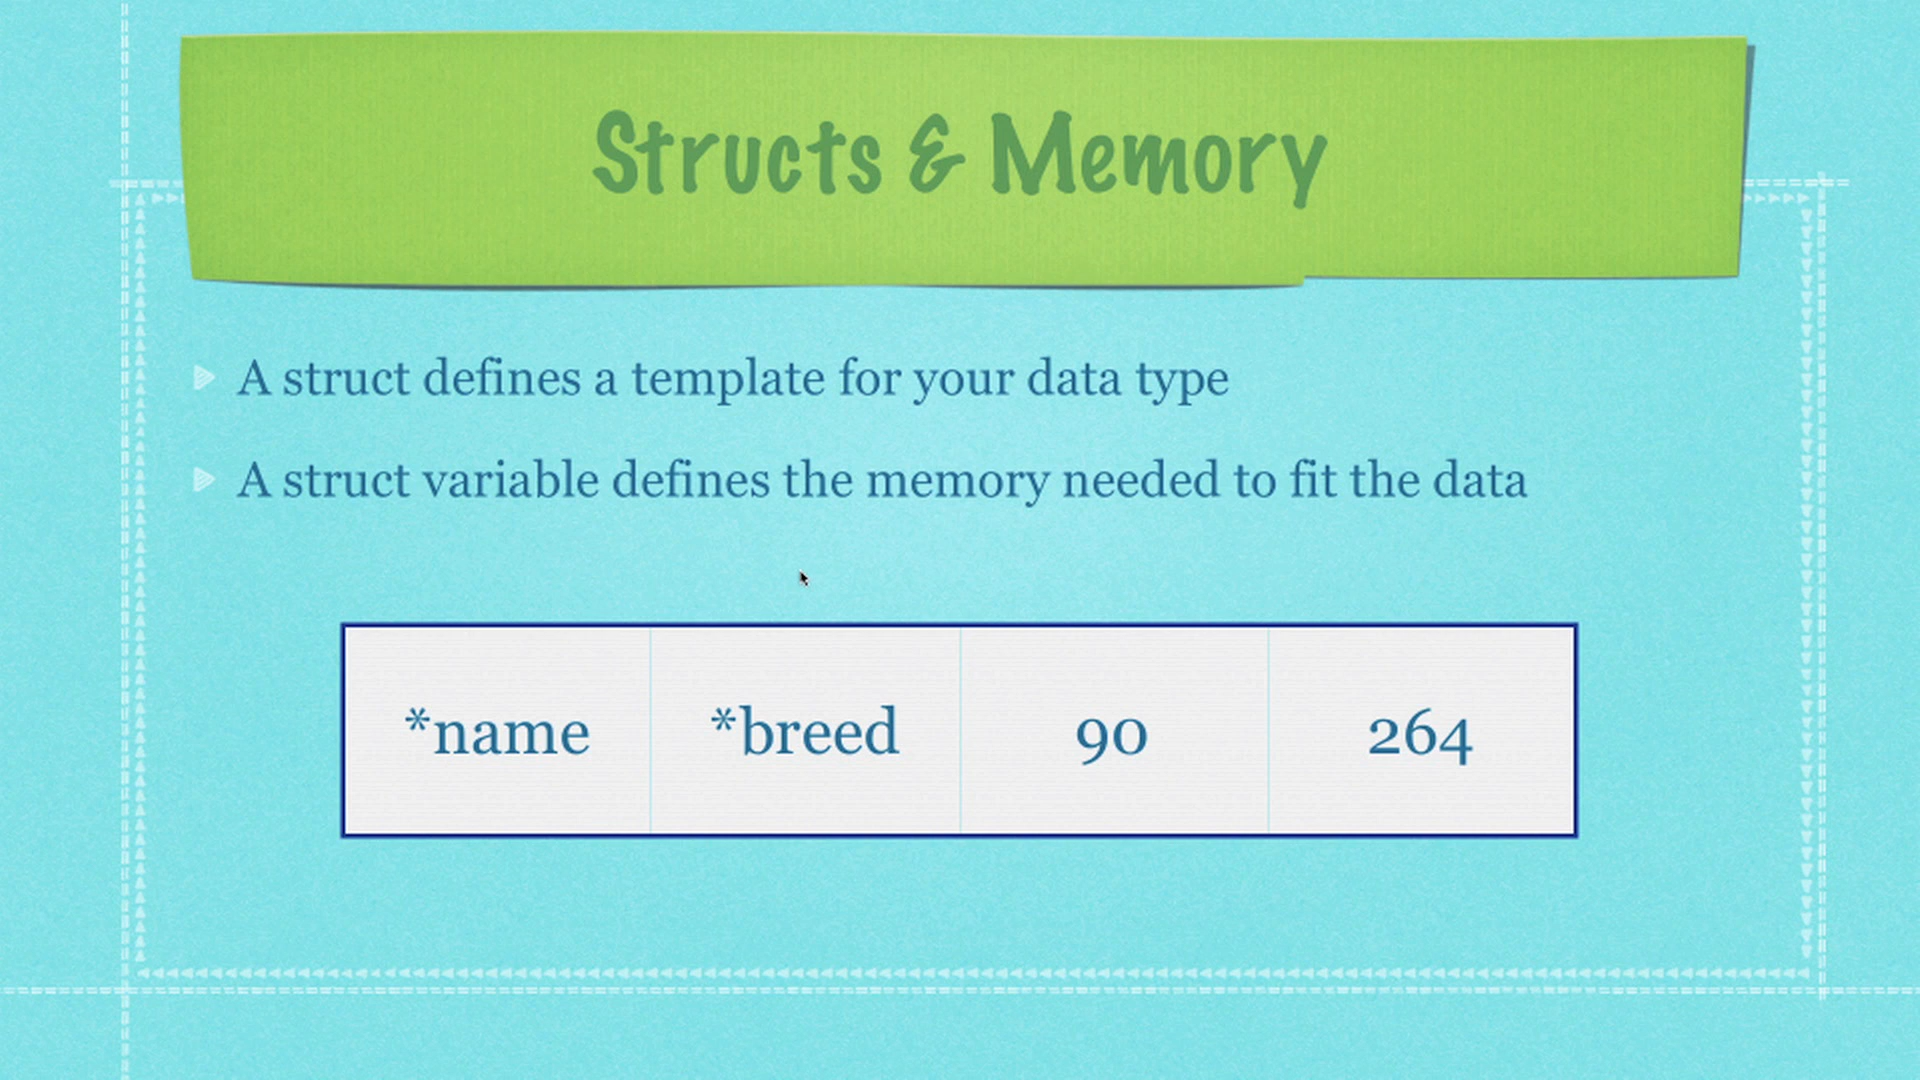 Structs & Memory
A struct defines a template for your data type
A struct variable defines the memory needed to fit the data
*name *breed 90 264